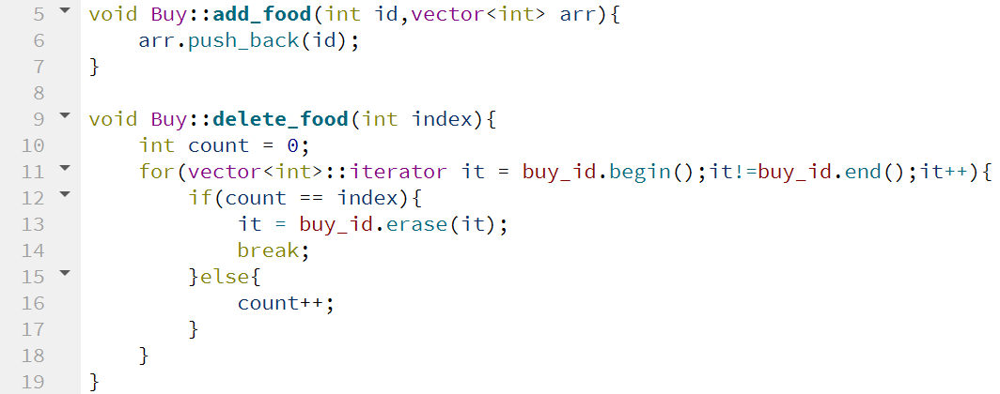 5 void Buy::add_food(int id,vector<int> arr){
6     arr.push_back(id);
7 }
8
9 void Buy::delete_food(int index){
10     int count = 0;
11     for(vector<int>::iterator it = buy_id.begin();it!=buy_id.end();it++){
12         if(count == index){
13             it = buy_id.erase(it);
14             break;
15         }else{
16             count++;
17         }
18     }
19 }